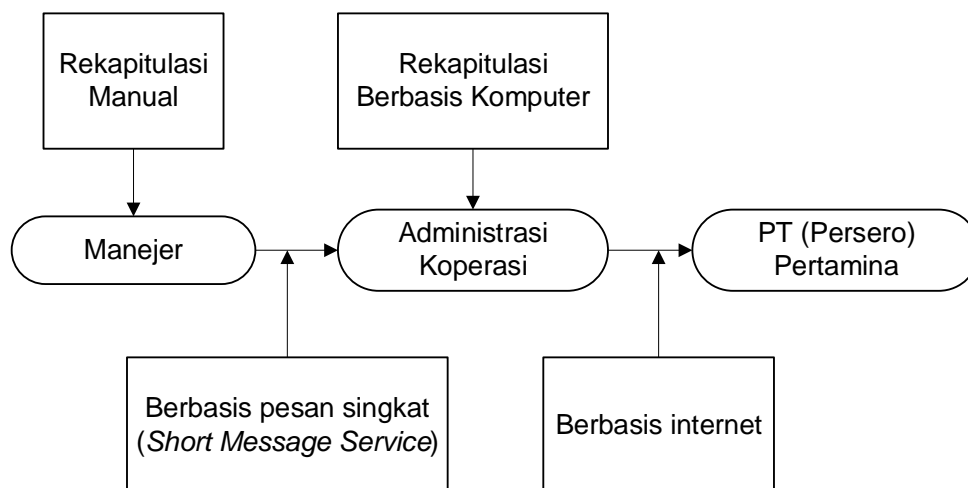 Rekapitulasi
Manual
Rekapitulasi
Berbasis Komputer
Manejer
Administrasi
Koperasi
PT (Persero)
Pertamina
Berbasis pesan singkat
(Short Message Service)
Berbasis internet